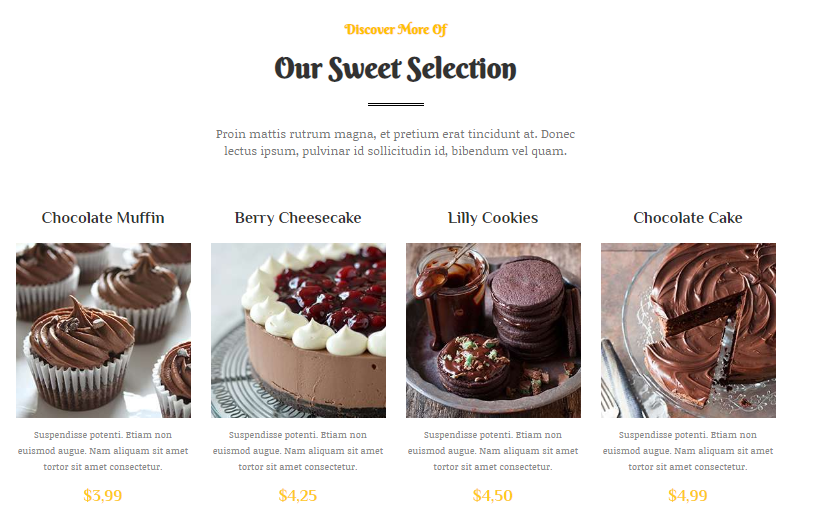 Discover More Of
Our Sweet Selection
Proin mattis rutrum magna, et pretium erat tincidunt at. Donec
lectus ipsum, pulvinar id sollicitudin id, bibendum vel quam.
Chocolate Muffin
Berry Cheesecake
Lilly Cookies
Chocolate Cake
Suspendisse potenti. Etiam non
euismod augue. Nam aliquam sit amet
tortor sit amet consectetur.
Suspendisse potenti. Etiam non
euismod augue. Nam aliquam sit amet
tortor sit amet consectetur.
Suspendisse potenti. Etiam non
euismod augue. Nam aliquam sit amet
tortor sit amet consectetur.
Suspendisse potenti. Etiam non
euismod augue. Nam aliquam sit amet
tortor sit amet consectetur.
$3,99
$4,25
$4,50
$4,99